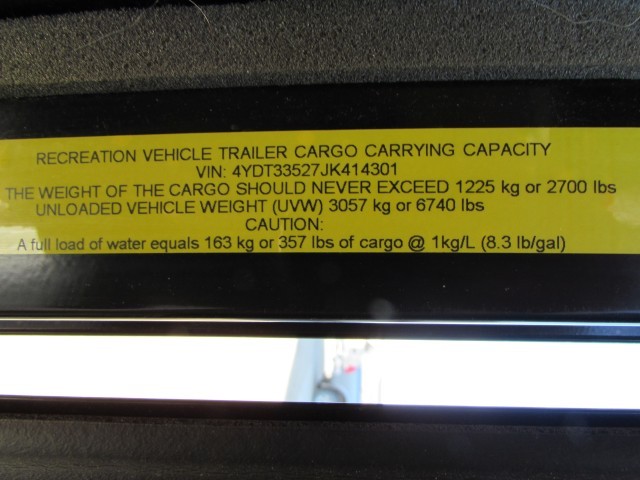 RECREATION VEHICLE TRAILER CARGO CARRYING CAPACITY
VIN: 4YDT33527JK414301
THE WEIGHT OF THE CARGO SHOULD NEVER EXCEED 1225 kg or 2700 lbs
UNLOADED VEHICLE WEIGHT (UVW) 3057 kg or 6740 lbs
CAUTION:
A full load of water equals 163 kg or 357 lbs of cargo @ 1kg/L (8.3 lb/gal)